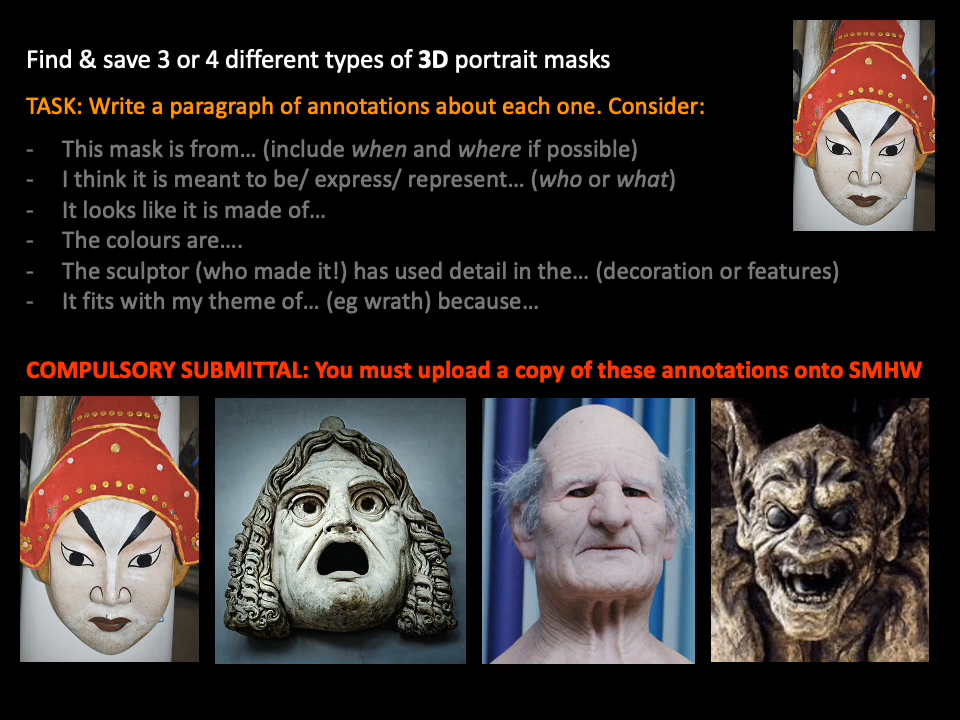 Find & save 3 or 4 different types of 3D portrait masks
TASK: Write a paragraph of annotations about each one. Consider:
- This mask is from... (include when and where if possible)
- I think it is meant to be/ express/ represent... (who or what)
- It looks like it is made of...
- The colours are....
- The sculptor (who made it!) has used detail in the... (decoration or features)
- It fits with my theme of... (eg wrath) because...
COMPULSORY SUBMITTAL: You must upload a copy of these annotations onto SMHW